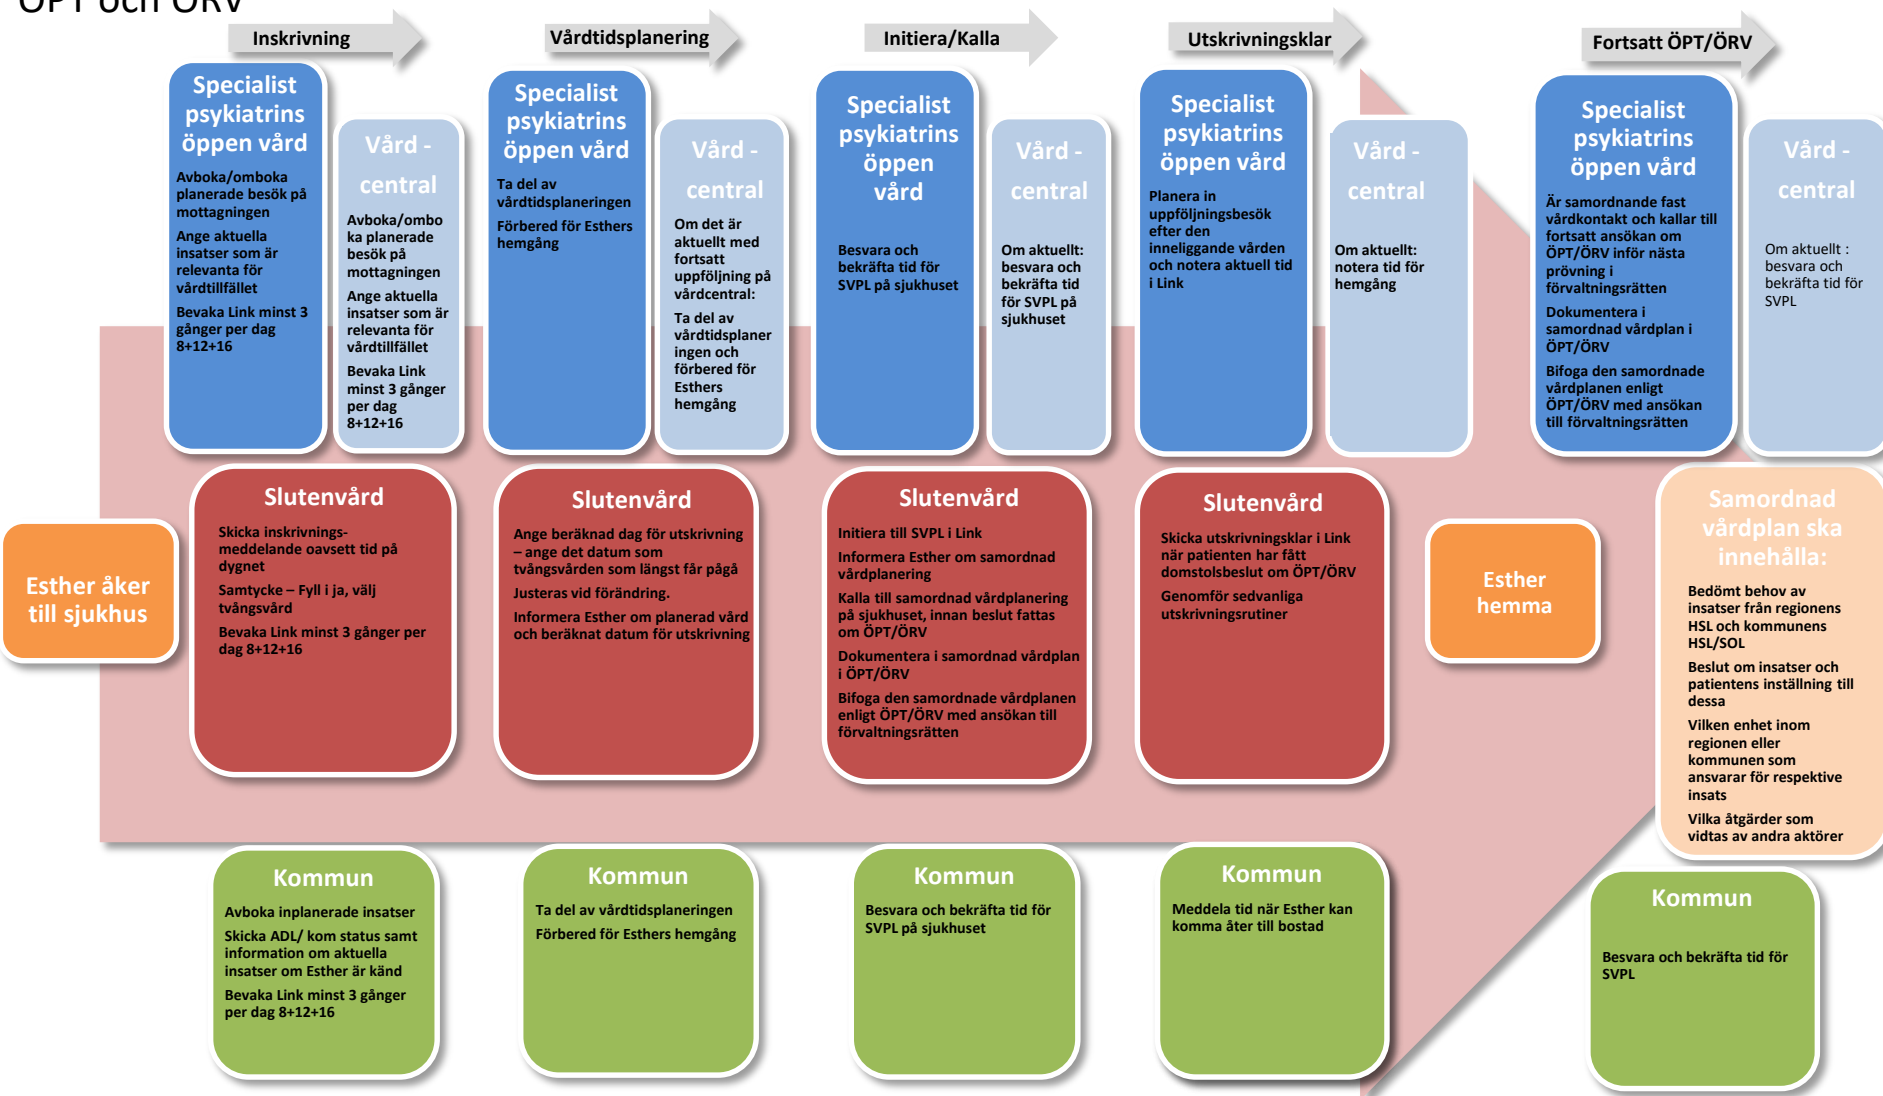 ÖPT och ÖRV
Inskrivning
Vårdtidsplanering
Initiera/Kalla
Utskrivningsklar
Fortsatt ÖPT/ÖRV
Specialist
psykiatrins
öppen vård
Avboka/omboka
planerade besök på
mottagningen
Ange aktuella
insatser som är
relevanta för
vårdtillfället
Bevaka Link minst 3
gånger per dag
8+12+16
Vård -
central
Avboka/ombo
ka planerade
besök på
mottagningen
Ange aktuella
insatser som är
relevanta för
vårdtillfället
Bevaka Link
minst 3 gånger
per dag
8+12+16
Specialist
psykiatrins
öppen vård
Ta del av
vårdtidsplaneringen
Förbered för Esthers
hemgång
Vård -
central
Om det är
aktuellt med
fortsatt
uppföljning på
vårdcentral:
Ta del av
vårdtidsplaner
ingen och
förbered för
Esthers
hemgång
Specialist
psykiatrins
öppen
vård
Besvara och
bekräfta tid för
SVPL på sjukhuset
Vård -
central
Om aktuellt:
besvara och
bekräfta tid
för SVPL på
sjukhuset
Specialist
psykiatrins
öppen vård
Planera in
uppföljningsbesök
efter den
inneliggande vården
och notera aktuell tid
i Link
Vård -
central
Om aktuellt:
notera tid för
hemgång
Specialist
psykiatrins
öppen vård
Är samordnande fast
vårdkontakt och kallar till
fortsatt ansökan om
ÖPT/ÖRV inför nästa
prövning i
förvaltningsrätten
Dokumentera i
samordnad vårdplan i
ÖPT/ÖRV
Bifoga den samordnade
vårdplanen enligt
ÖPT/ÖRV med ansökan
till förvaltningsrätten
Vård -
central
Om aktuellt :
besvara och
bekräfta tid för
SVPL
Esther åker
till sjukhus
Slutenvård
Skicka inskrivnings-
meddelande oavsett tid på
dygnet
Samtycke – Fyll i ja, välj
tvångsvård
Bevaka Link minst 3 gånger per
dag 8+12+16
Slutenvård
Ange beräknad dag för utskrivning
– ange det datum som
tvångsvården som längst får pågå
Justeras vid förändring.
Informera Esther om planerad vård
och beräknat datum för utskrivning
Slutenvård
Initiera till SVPL i Link
Informera Esther om samordnad
vårdplanering
Kalla till samordnad vårdplanering
på sjukhuset, innan beslut fattas
om ÖPT/ÖRV
Dokumentera i samordnad vårdplan
i ÖPT/ÖRV
Bifoga den samordnade vårdplanen
enligt ÖPT/ÖRV med ansökan till
förvaltningsrätten
Slutenvård
Skicka utskrivningsklar i Link
när patienten har fått
domstolsbeslut om ÖPT/ÖRV
Genomför sedvanliga
utskrivningsrutiner
Esther
hemma
Samordnad
vårdplan ska
innehålla:
Bedömt behov av
insatser från regionens
HSL och kommunens
HSL/SOL
Beslut om insatser och
patientens inställning till
dessa
Vilken enhet inom
regionen eller
kommunen som
ansvarar för respektive
insats
Vilka åtgärder som
vidtas av andra aktörer
Kommun
Avboka inplanerade insatser
Skicka ADL/ kom status samt
information om aktuella
insatser om Esther är känd
Bevaka Link minst 3 gånger
per dag 8+12+16
Kommun
Ta del av vårdtidsplaneringen
Förbered för Esthers hemgång
Kommun
Besvara och bekräfta tid för
SVPL på sjukhuset
Kommun
Meddela tid när Esther kan
komma åter till bostad
Kommun
Besvara och bekräfta tid för
SVPL